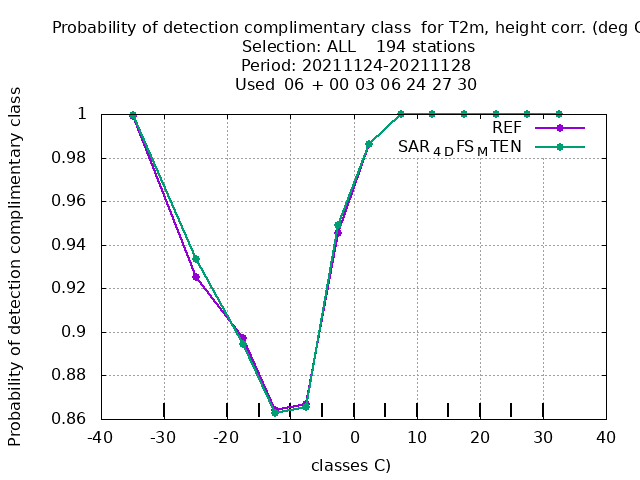 Probability of detection complimentary class  for T2m, height corr. (deg C
Selection: ALL    194 stations
Period: 20211124-20211128
Used  06 + 00 03 06 24 27 30
Probability of detection complimentary class
1
0.98
0.96
0.94
0.92
0.9
0.88
0.86
REF
SAR4DFSMTEN
-40 -30 -20 -10 0 10 20 30 40
classes C)